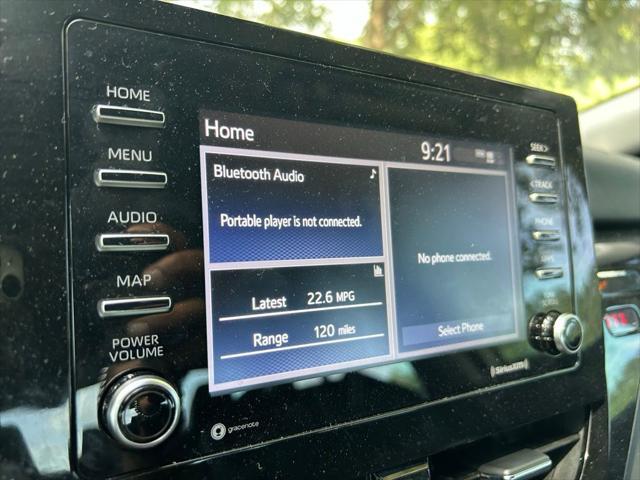 HOME
MENU
AUDIO
MAP
POWER
VOLUME
Home
9:21
Bluetooth Audio
Portable player is not connected.
Latest 22.6 MPG
Range 120 miles
No phone connected.
Select Phone
SEEK >
< TRACK
PHONE
gracenote
SiriusXM